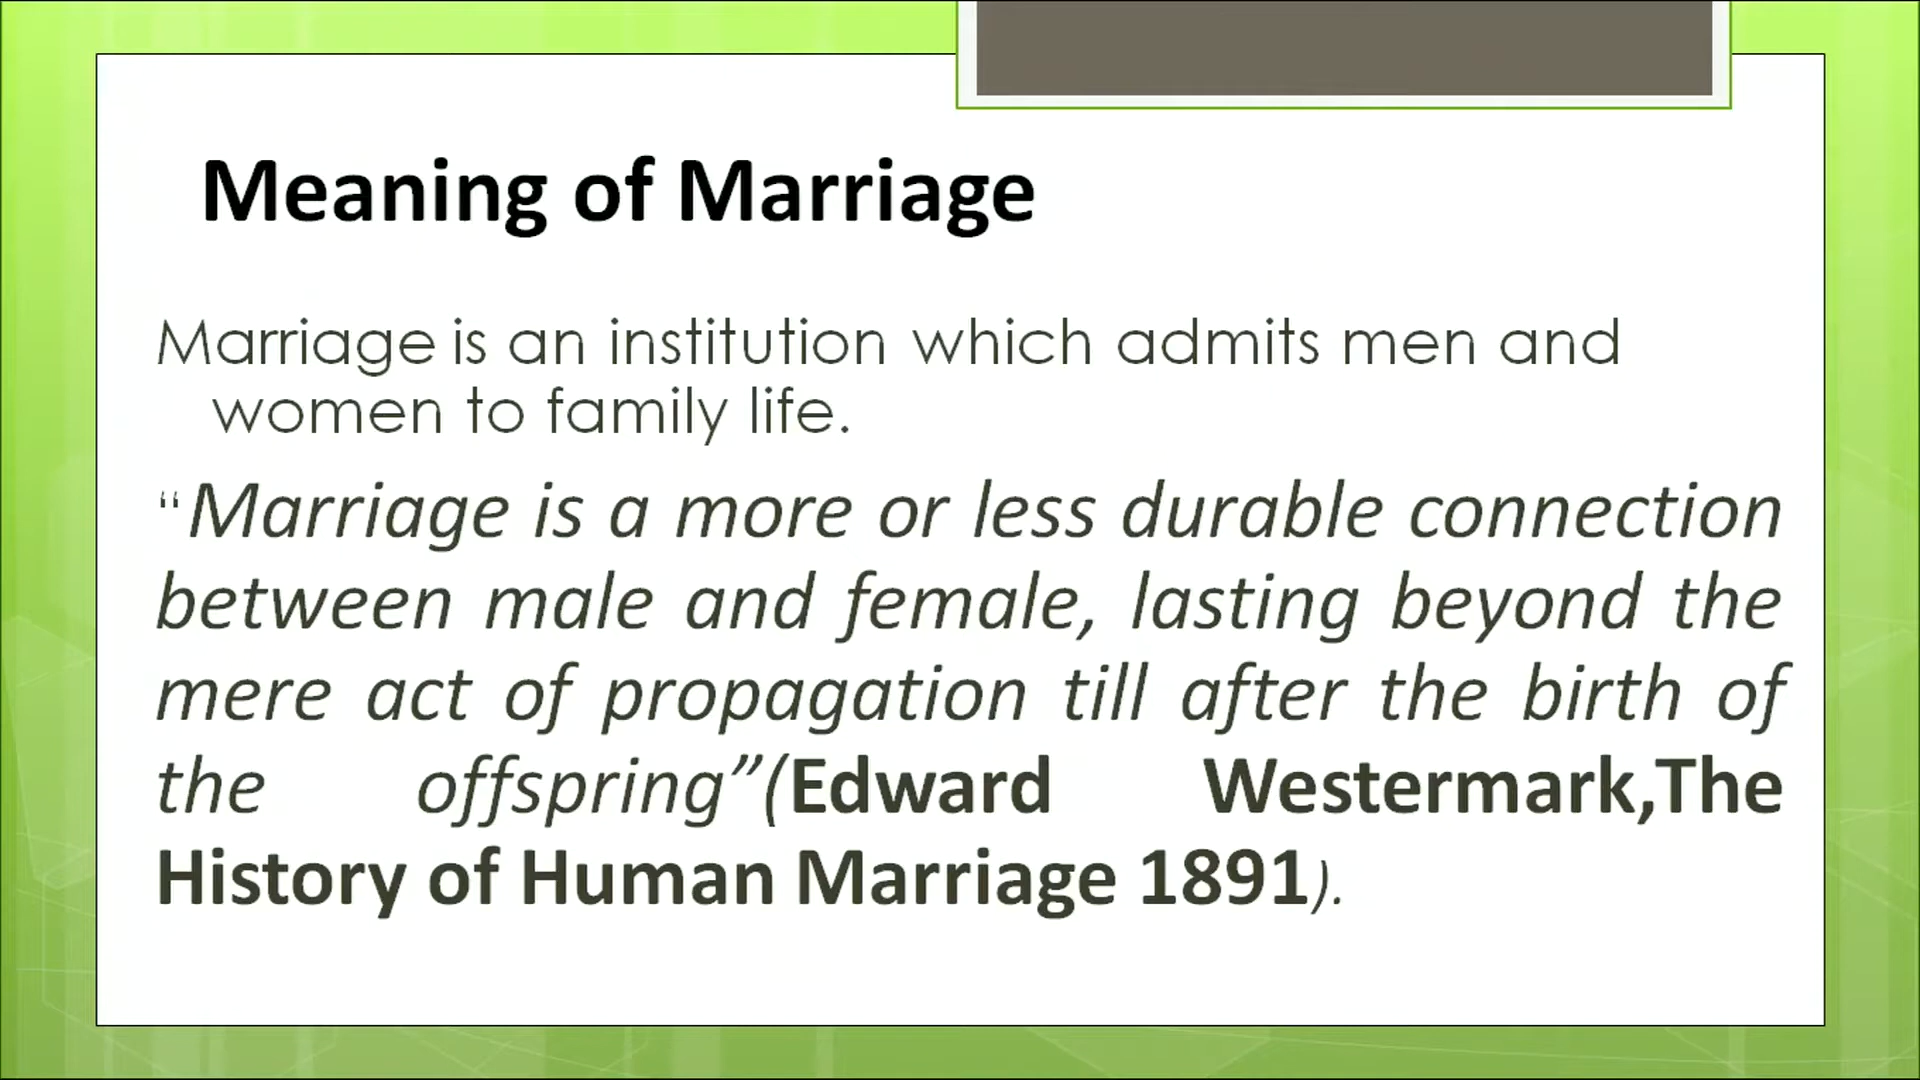 Meaning of Marriage
Marriage is an institution which admits men and
women to family life.
“Marriage is a more or less durable connection
between male and female, lasting beyond the
mere act of propagation till after the birth of
the offspring”(Edward Westermark,The
History of Human Marriage 1891).